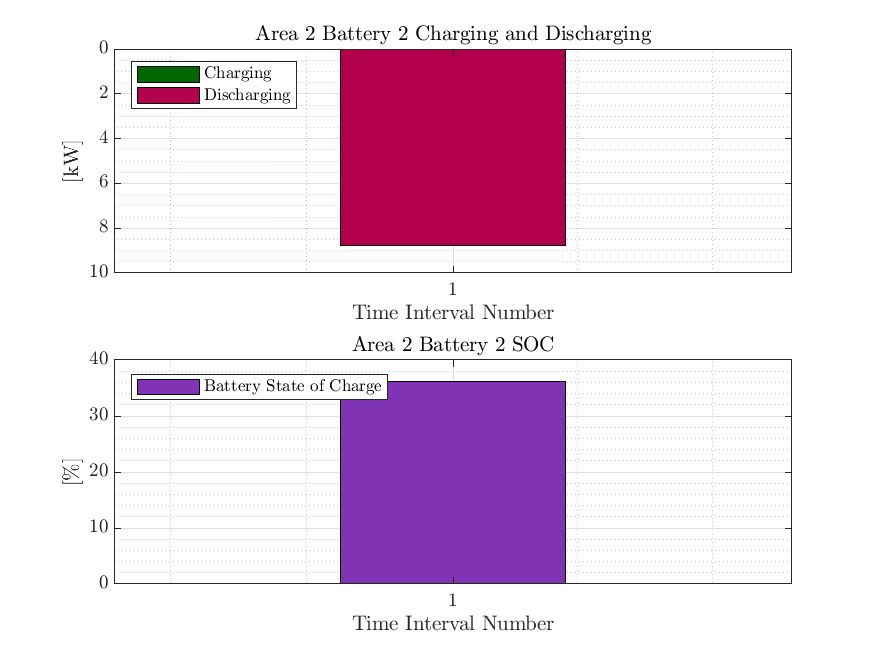 Area 2 Battery 2 Charging and Discharging
0
2
4
6
8
10
[kW]
Charging
Discharging
1
Time Interval Number
Area 2 Battery 2 SOC
40
30
20
10
0
[%]
Battery State of Charge
1
Time Interval Number